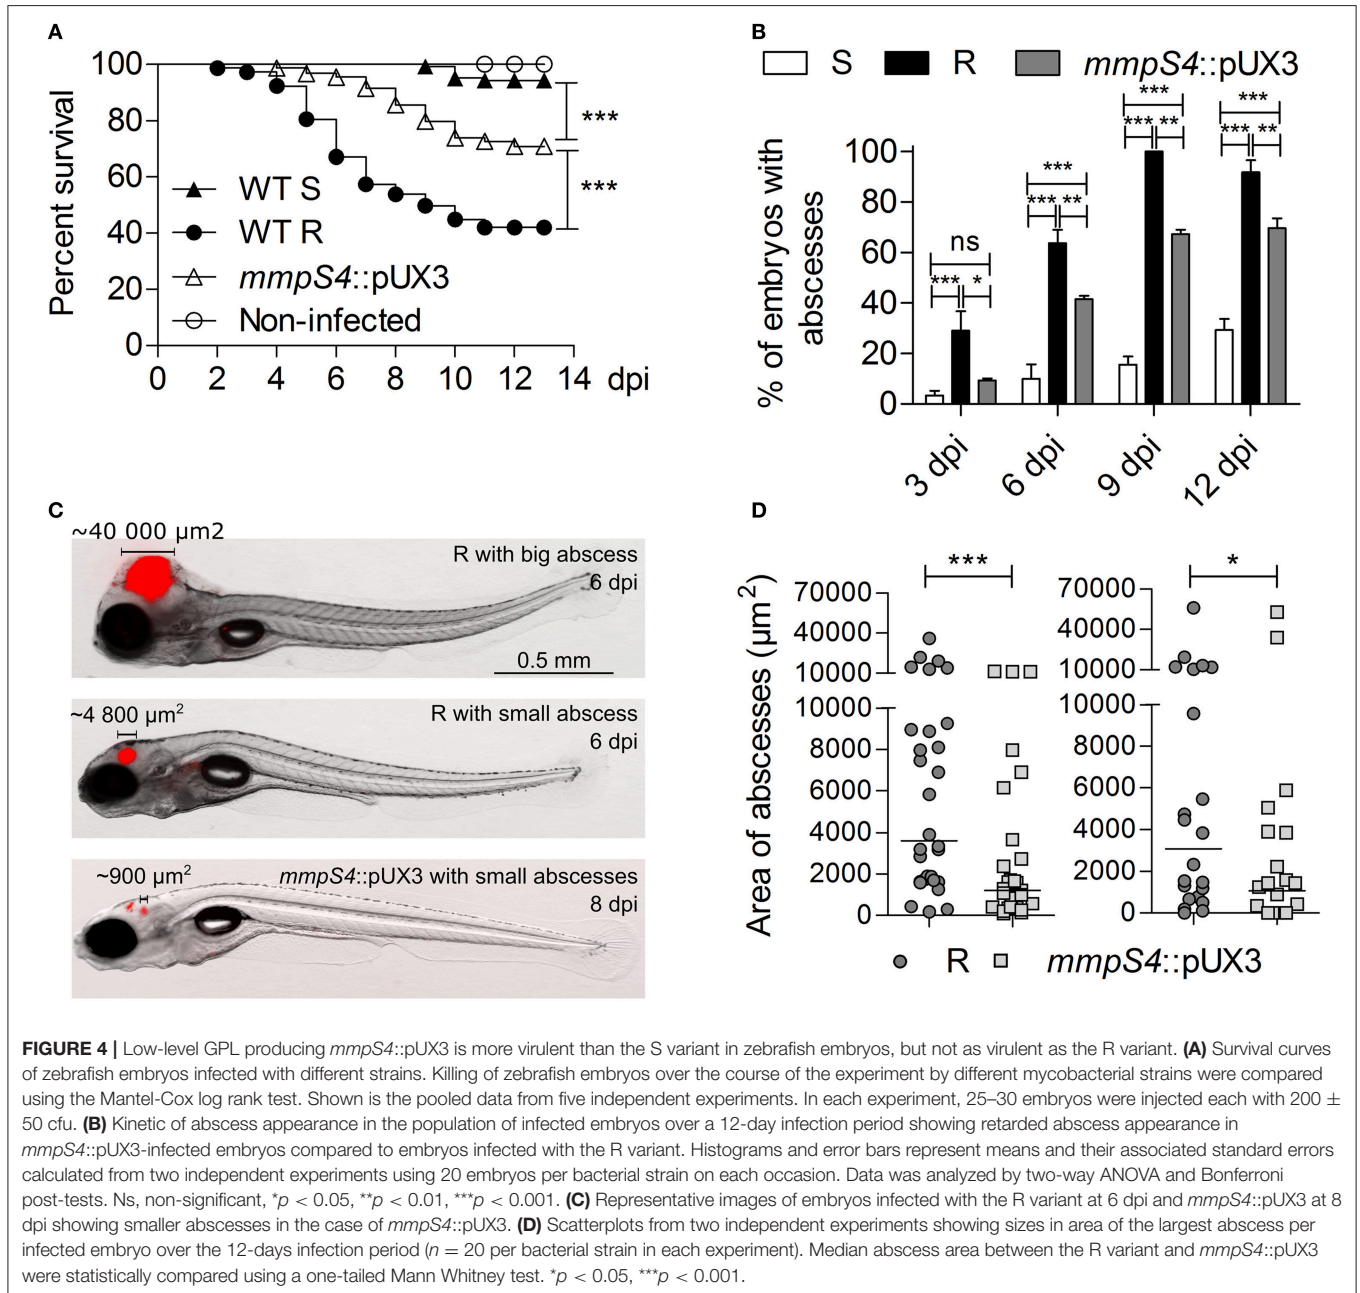 A
Percent survival
100
80
60
40
20
0
WT S
WT R
mmpS4::pUX3
Non-infected
***
***
0 2 4 6 8 10 12 14 dpi
B
S R mmpS4::pUX3
% of embryos with
abscesses
100
80
60
40
20
0
ns
*** *
***
*** **
***
*** **
***
*** **
3 dpi
6 dpi
9 dpi
12 dpi
C
~40 000 µm2
R with big abscess
6 dpi
0.5 mm
~4 800 µm²
R with small abscess
6 dpi
~900 µm²
mmpS4::pUX3 with small abscesses
8 dpi
D
Area of abscesses (µm²)
***
70000
40000
10000
10000
8000
6000
4000
2000
0
*
70000
40000
10000
10000
8000
6000
4000
2000
0
R mmpS4::pUX3
FIGURE 4 | Low-level GPL producing mmpS4::pUX3 is more virulent than the S variant in zebrafish embryos, but not as virulent as the R variant. (A) Survival curves
of zebrafish embryos infected with different strains. Killing of zebrafish embryos over the course of the experiment by different mycobacterial strains were compared
using the Mantel-Cox log rank test. Shown is the pooled data from five independent experiments. In each experiment, 25–30 embryos were injected each with 200 ±
50 cfu. (B) Kinetic of abscess appearance in the population of infected embryos over a 12-day infection period showing retarded abscess appearance in
mmpS4::pUX3-infected embryos compared to embryos infected with the R variant. Histograms and error bars represent means and their associated standard errors
calculated from two independent experiments using 20 embryos per bacterial strain on each occasion. Data was analyzed by two-way ANOVA and Bonferroni
post-tests. Ns, non-significant, *p < 0.05, **p < 0.01, ***p < 0.001. (C) Representative images of embryos infected with the R variant at 6 dpi and mmpS4::pUX3 at 8
dpi showing smaller abscesses in the case of mmpS4::pUX3. (D) Scatterplots from two independent experiments showing sizes in area of the largest abscess per
infected embryo over the 12-days infection period (n = 20 per bacterial strain in each experiment). Median abscess area between the R variant and mmpS4::pUX3
were statistically compared using a one-tailed Mann Whitney test. *p < 0.05, ***p < 0.001.